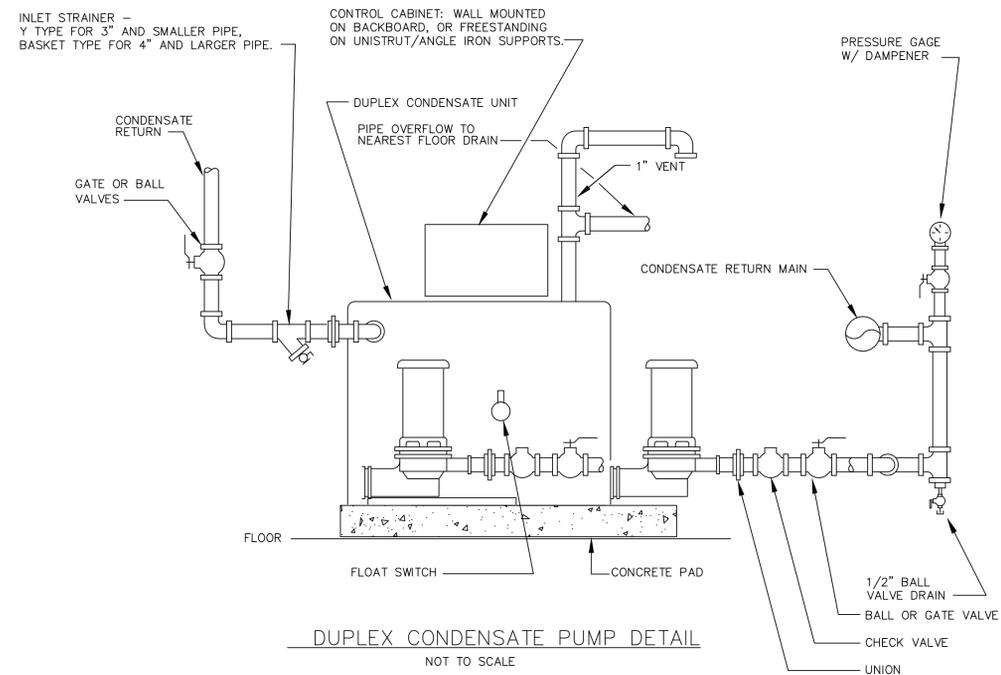 INLET STRAINER –
Y TYPE FOR 3" AND SMALLER PIPE,
BASKET TYPE FOR 4" AND LARGER PIPE.
CONTROL CABINET: WALL MOUNTED
ON BACKBOARD, OR FREESTANDING
ON UNISTRUT/ANGLE IRON SUPPORTS.
PRESSURE GAGE
W/ DAMPENER
DUPLEX CONDENSATE UNIT
CONDENSATE
RETURN
PIPE OVERFLOW TO
NEAREST FLOOR DRAIN
1" VENT
GATE OR BALL
VALVES
CONDENSATE RETURN MAIN
FLOOR
FLOAT SWITCH
CONCRETE PAD
1/2" BALL
VALVE DRAIN
BALL OR GATE VALVE
CHECK VALVE
UNION
DUPLEX CONDENSATE PUMP DETAIL
NOT TO SCALE